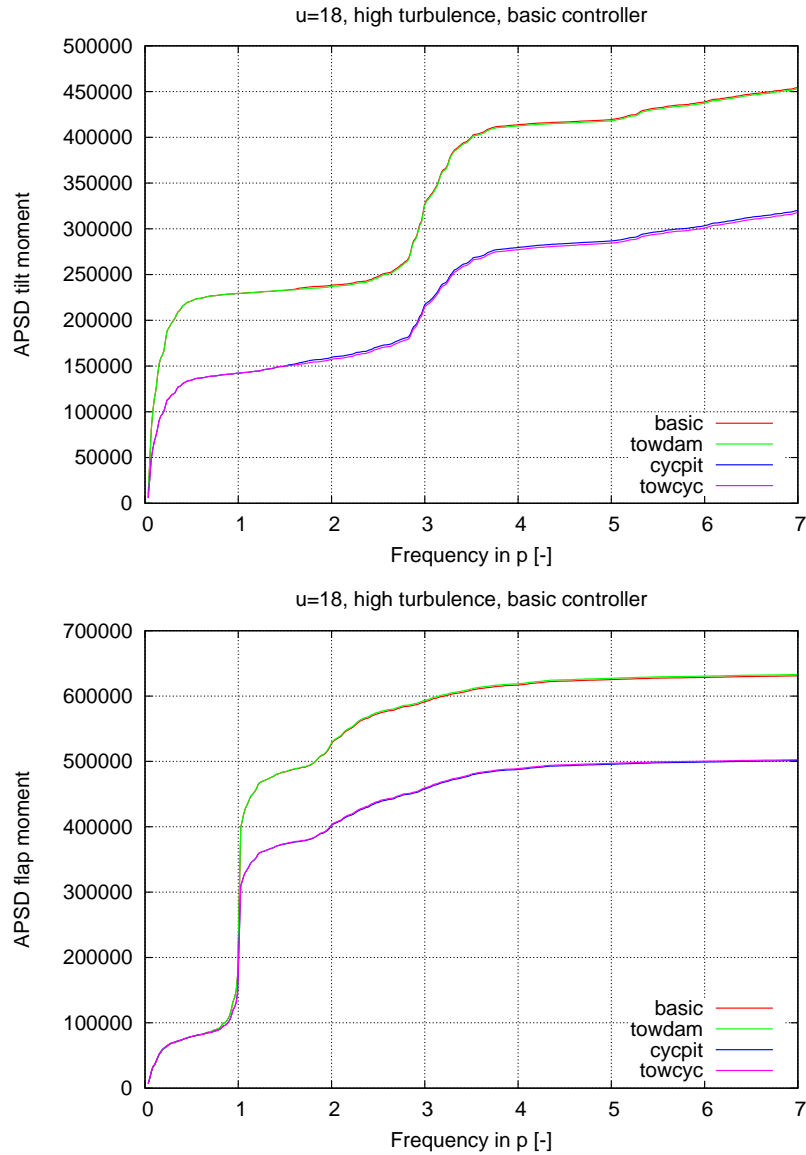 u=18, high turbulence, basic controller
500000
450000
400000
350000
300000
250000
200000
150000
100000
50000
0
APSD tilt moment
basic
towdam
cycpit
towcyc
0 1 2 3 4 5 6 7
Frequency in p [-]
u=18, high turbulence, basic controller
700000
600000
500000
400000
300000
200000
100000
0
APSD flap moment
basic
towdam
cycpit
towcyc
0 1 2 3 4 5 6 7
Frequency in p [-]